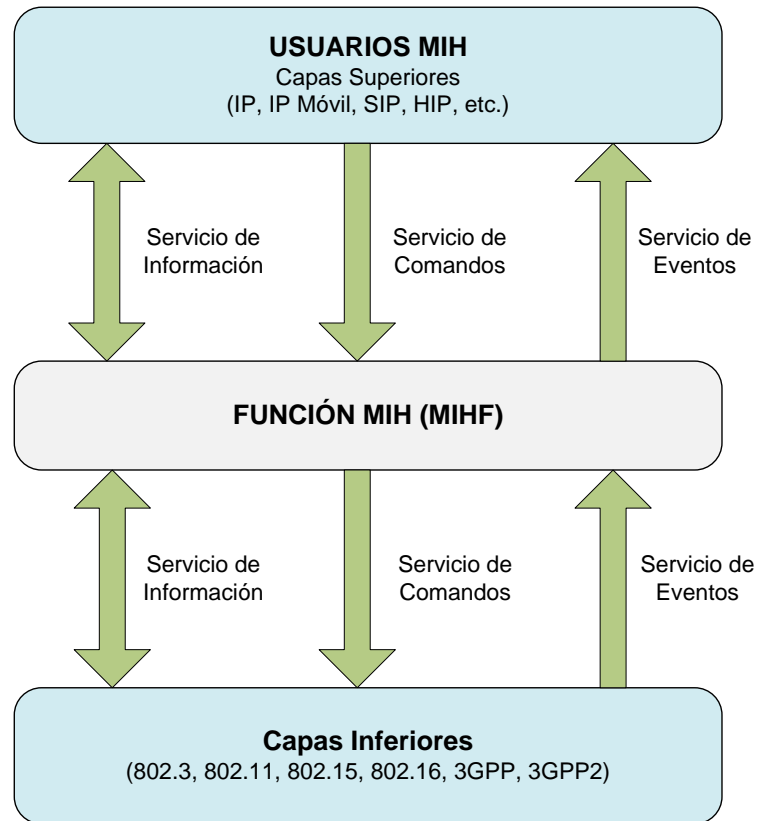 USUARIOS MIH
Capas Superiores
(IP, IP Móvil, SIP, HIP, etc.)
Servicio de
Información
Servicio de
Comandos
Servicio de
Eventos
FUNCIÓN MIH (MIHF)
Servicio de
Información
Servicio de
Comandos
Servicio de
Eventos
Capas Inferiores
(802.3, 802.11, 802.15, 802.16, 3GPP, 3GPP2)